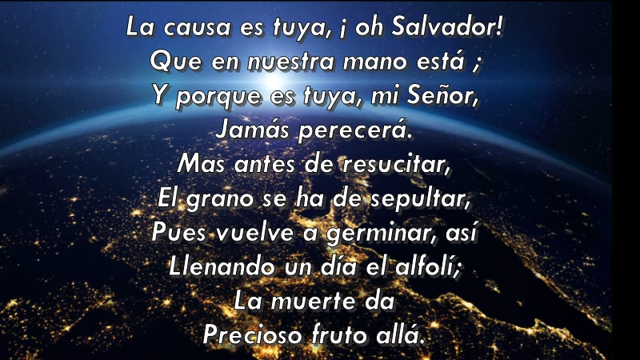 La causa es tuya, ¡ oh Salvador!
Que en nuestra mano está ;
Y porque es tuya, mi Señor,
Jamás perecerá.
Mas antes de resucitar,
El grano se ha de sepultar,
Pues vuelve a germinar, así
Llenando un día el alfolí;
La muerte da
Precioso fruto allá.